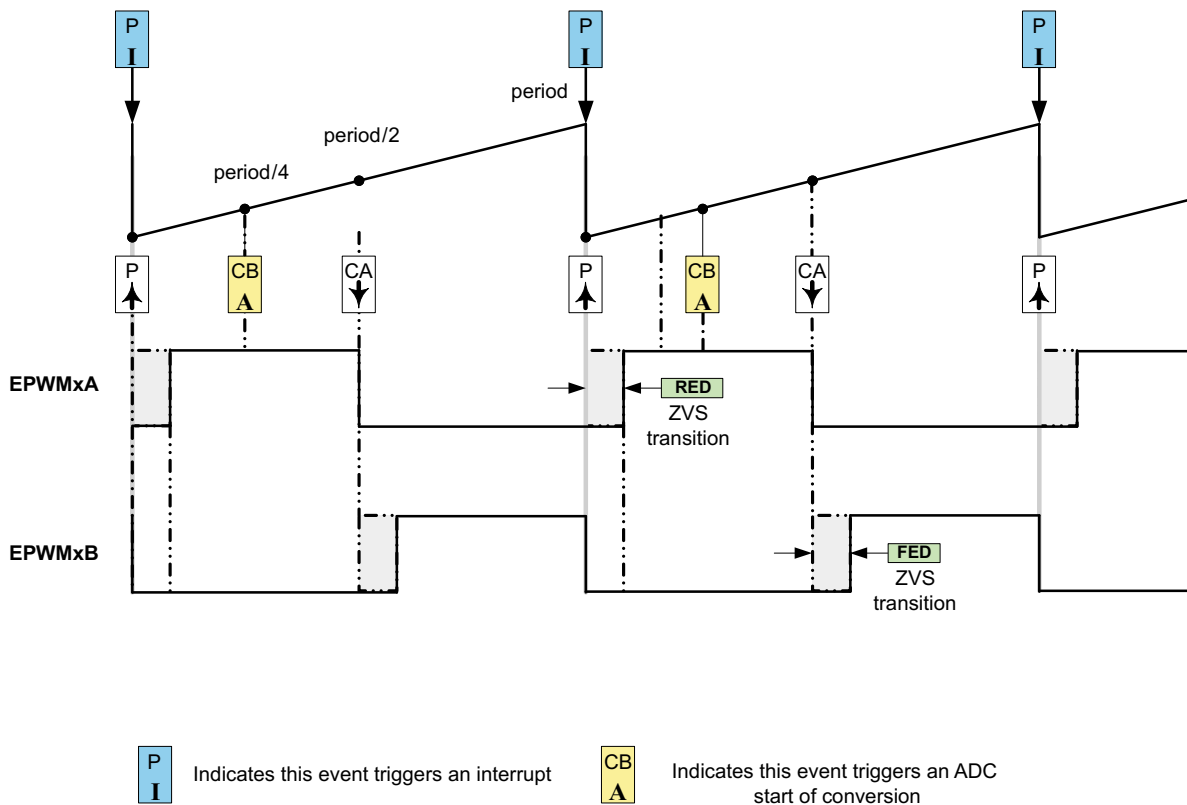 P
I
P
I
P
I
period
period/2
period/4
P
CB
A
CA
P
CB
A
CA
P
EPWMxA
RED
ZVS
transition
EPWMxB
FED
ZVS
transition
P
I
Indicates this event triggers an interrupt
CB
A
Indicates this event triggers an ADC
start of conversion